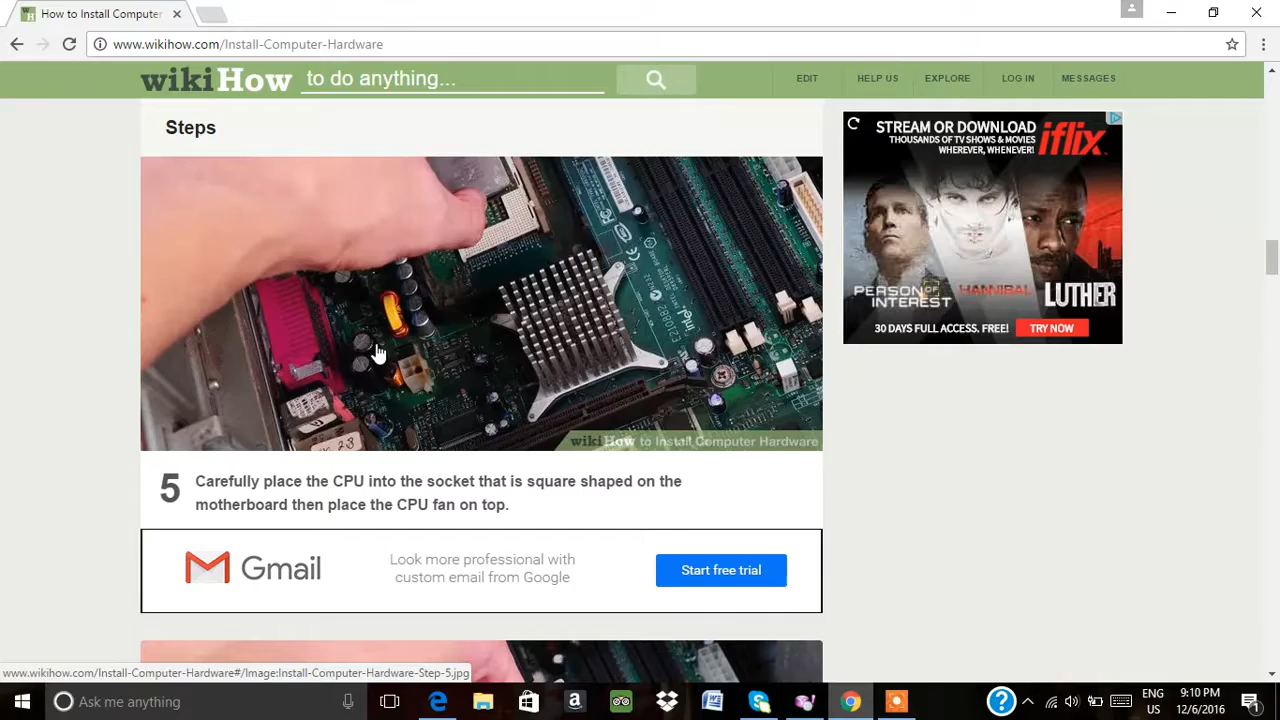 How to Install Computer
www.wikihow.com/Install-Computer-Hardware
wikiHow to do anything...
EDIT
HELP US
EXPLORE
LOG IN
MESSAGES
Steps
STREAM OR DOWNLOAD
THOUSANDS OF TV SHOWS & MOVIES
WHEREVER, WHENEVER!
iflix
PERSON OF
INTEREST
HANNIBAL
LUTHER
30 DAYS FULL ACCESS. FREE!
TRY NOW
intel
wikiHow to Install Computer Hardware
5
Carefully place the CPU into the socket that is square shaped on the
motherboard then place the CPU fan on top.
Gmail
Look more professional with
custom email from Google
Start free trial
www.wikihow.com/Install-Computer-Hardware#/Image:Install-Computer-Hardware-Step-5.jpg
Ask me anything
ENG
US
9:10 PM
12/6/2016